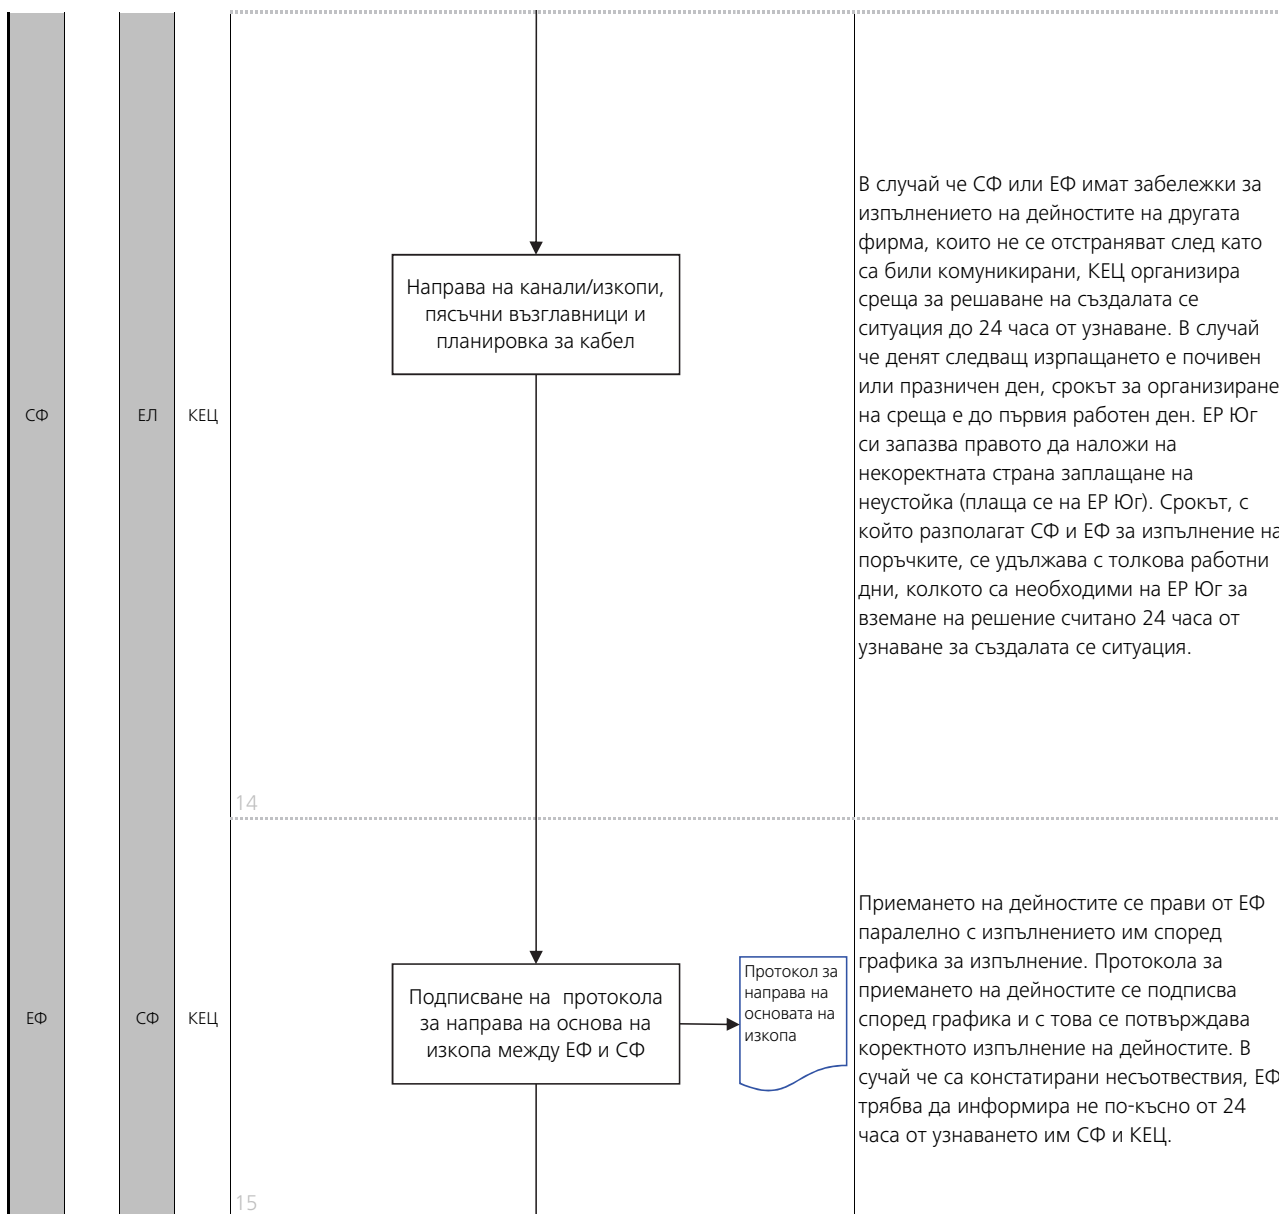 СФ
ЕЛ
КЕЦ
Направа на канали/изкопи,
пясъчни възглавници и
планировка за кабел
В случай че СФ или ЕФ имат забележки за
изпълнението на дейностите на другата
фирма, които не се отстраняват след като
са били комуникирани, КЕЦ организира
среща за решаване на създалата се
ситуация до 24 часа от узнаване. В случай
че денят следващ изрпащането е почивен
или празничен ден, срокът за организиране
на среща е до първия работен ден. ЕР Юг
си запазва правото да наложи на
некоректната страна заплащане на
неустойка (плаща се на ЕР Юг). Срокът, с
който разполагат СФ и ЕФ за изпълнение на
поръчките, се удължава с толкова работни
дни, колкото са необходими на ЕР Юг за
вземане на решение считано 24 часа от
узнаване за създалата се ситуация.
14
ЕФ
СФ
КЕЦ
Подписване на протокола
за направа на основа на
изкопа между ЕФ и СФ
Протокол за
направа на
основата на
изкопа
Приемането на дейностите се прави от ЕФ
паралелно с изпълнението им според
графика за изпълнение. Протокола за
приемането на дейностите се подписва
според графика и с това се потвърждава
коректното изпълнение на дейностите. В
сучай че са констатирани несъотвествия, ЕФ
трябва да информира не по-късно от 24
часа от узнаването им СФ и КЕЦ.
15